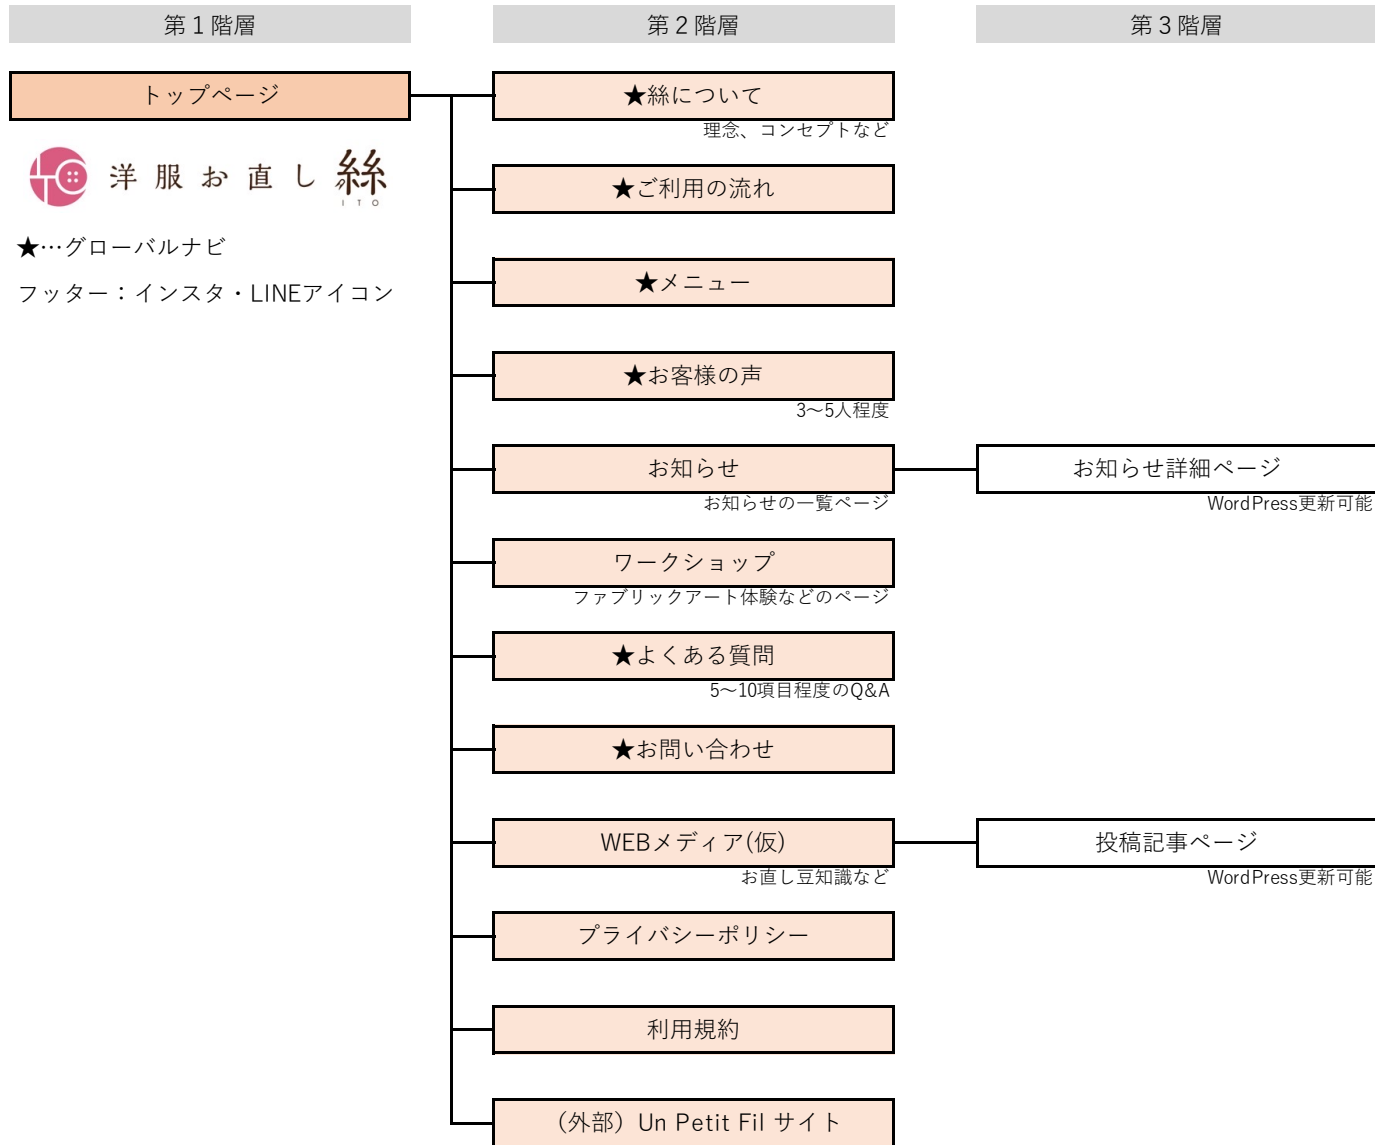 第１階層
第２階層
第３階層
トップページ
★絲について
理念、コンセプトなど
洋服お直し 絲
ITO
★ご利用の流れ
★…グローバルナビ
★メニュー
フッター：インスタ・LINEアイコン
★お客様の声
3～5人程度
お知らせ
お知らせ詳細ページ
お知らせの一覧ページ
WordPress更新可能
ワークショップ
ファブリックアート体験などのページ
★よくある質問
5～10項目程度のQ&A
★お問い合わせ
WEBメディア(仮)
投稿記事ページ
お直し豆知識など
WordPress更新可能
プライバシーポリシー
利用規約
（外部）Un Petit Fil サイト